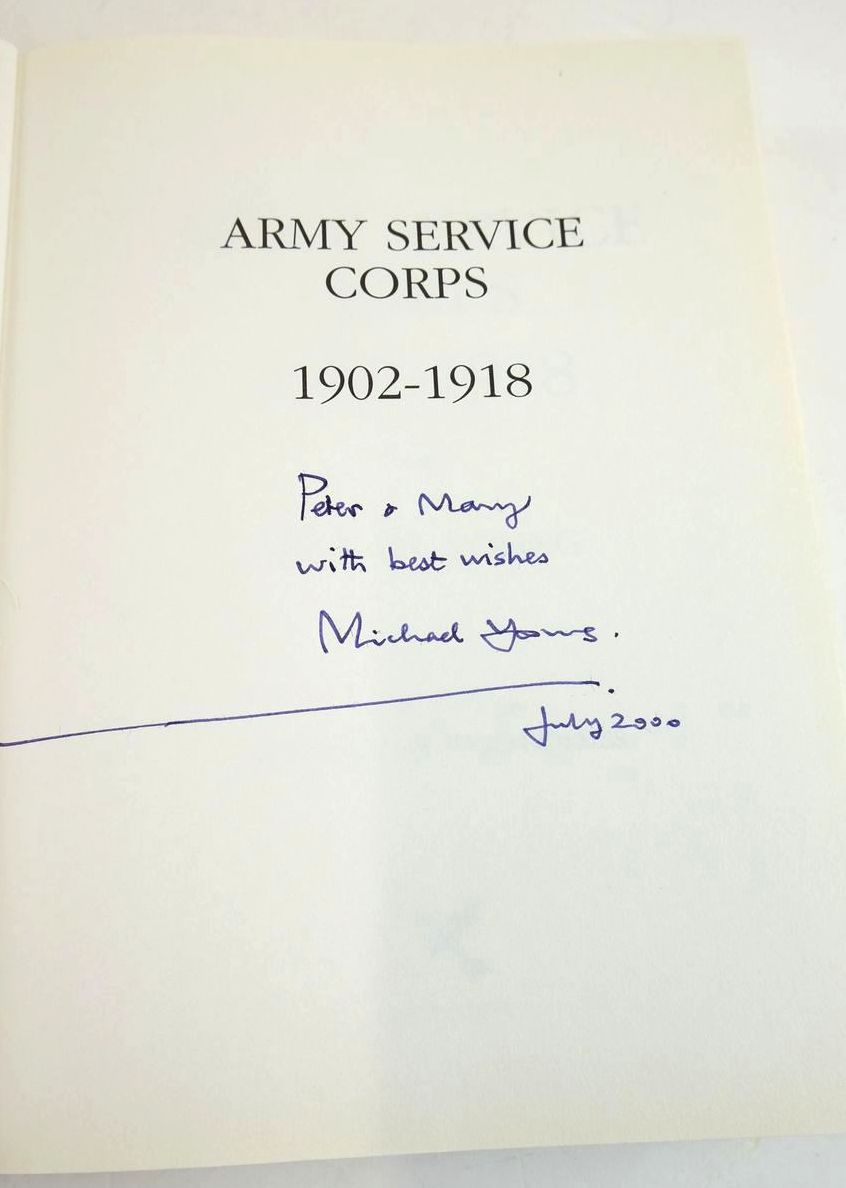 ARMY SERVICE
CORPS
1902-1918
Peter & Mary
with best wishes
Michael Young.
July 2000